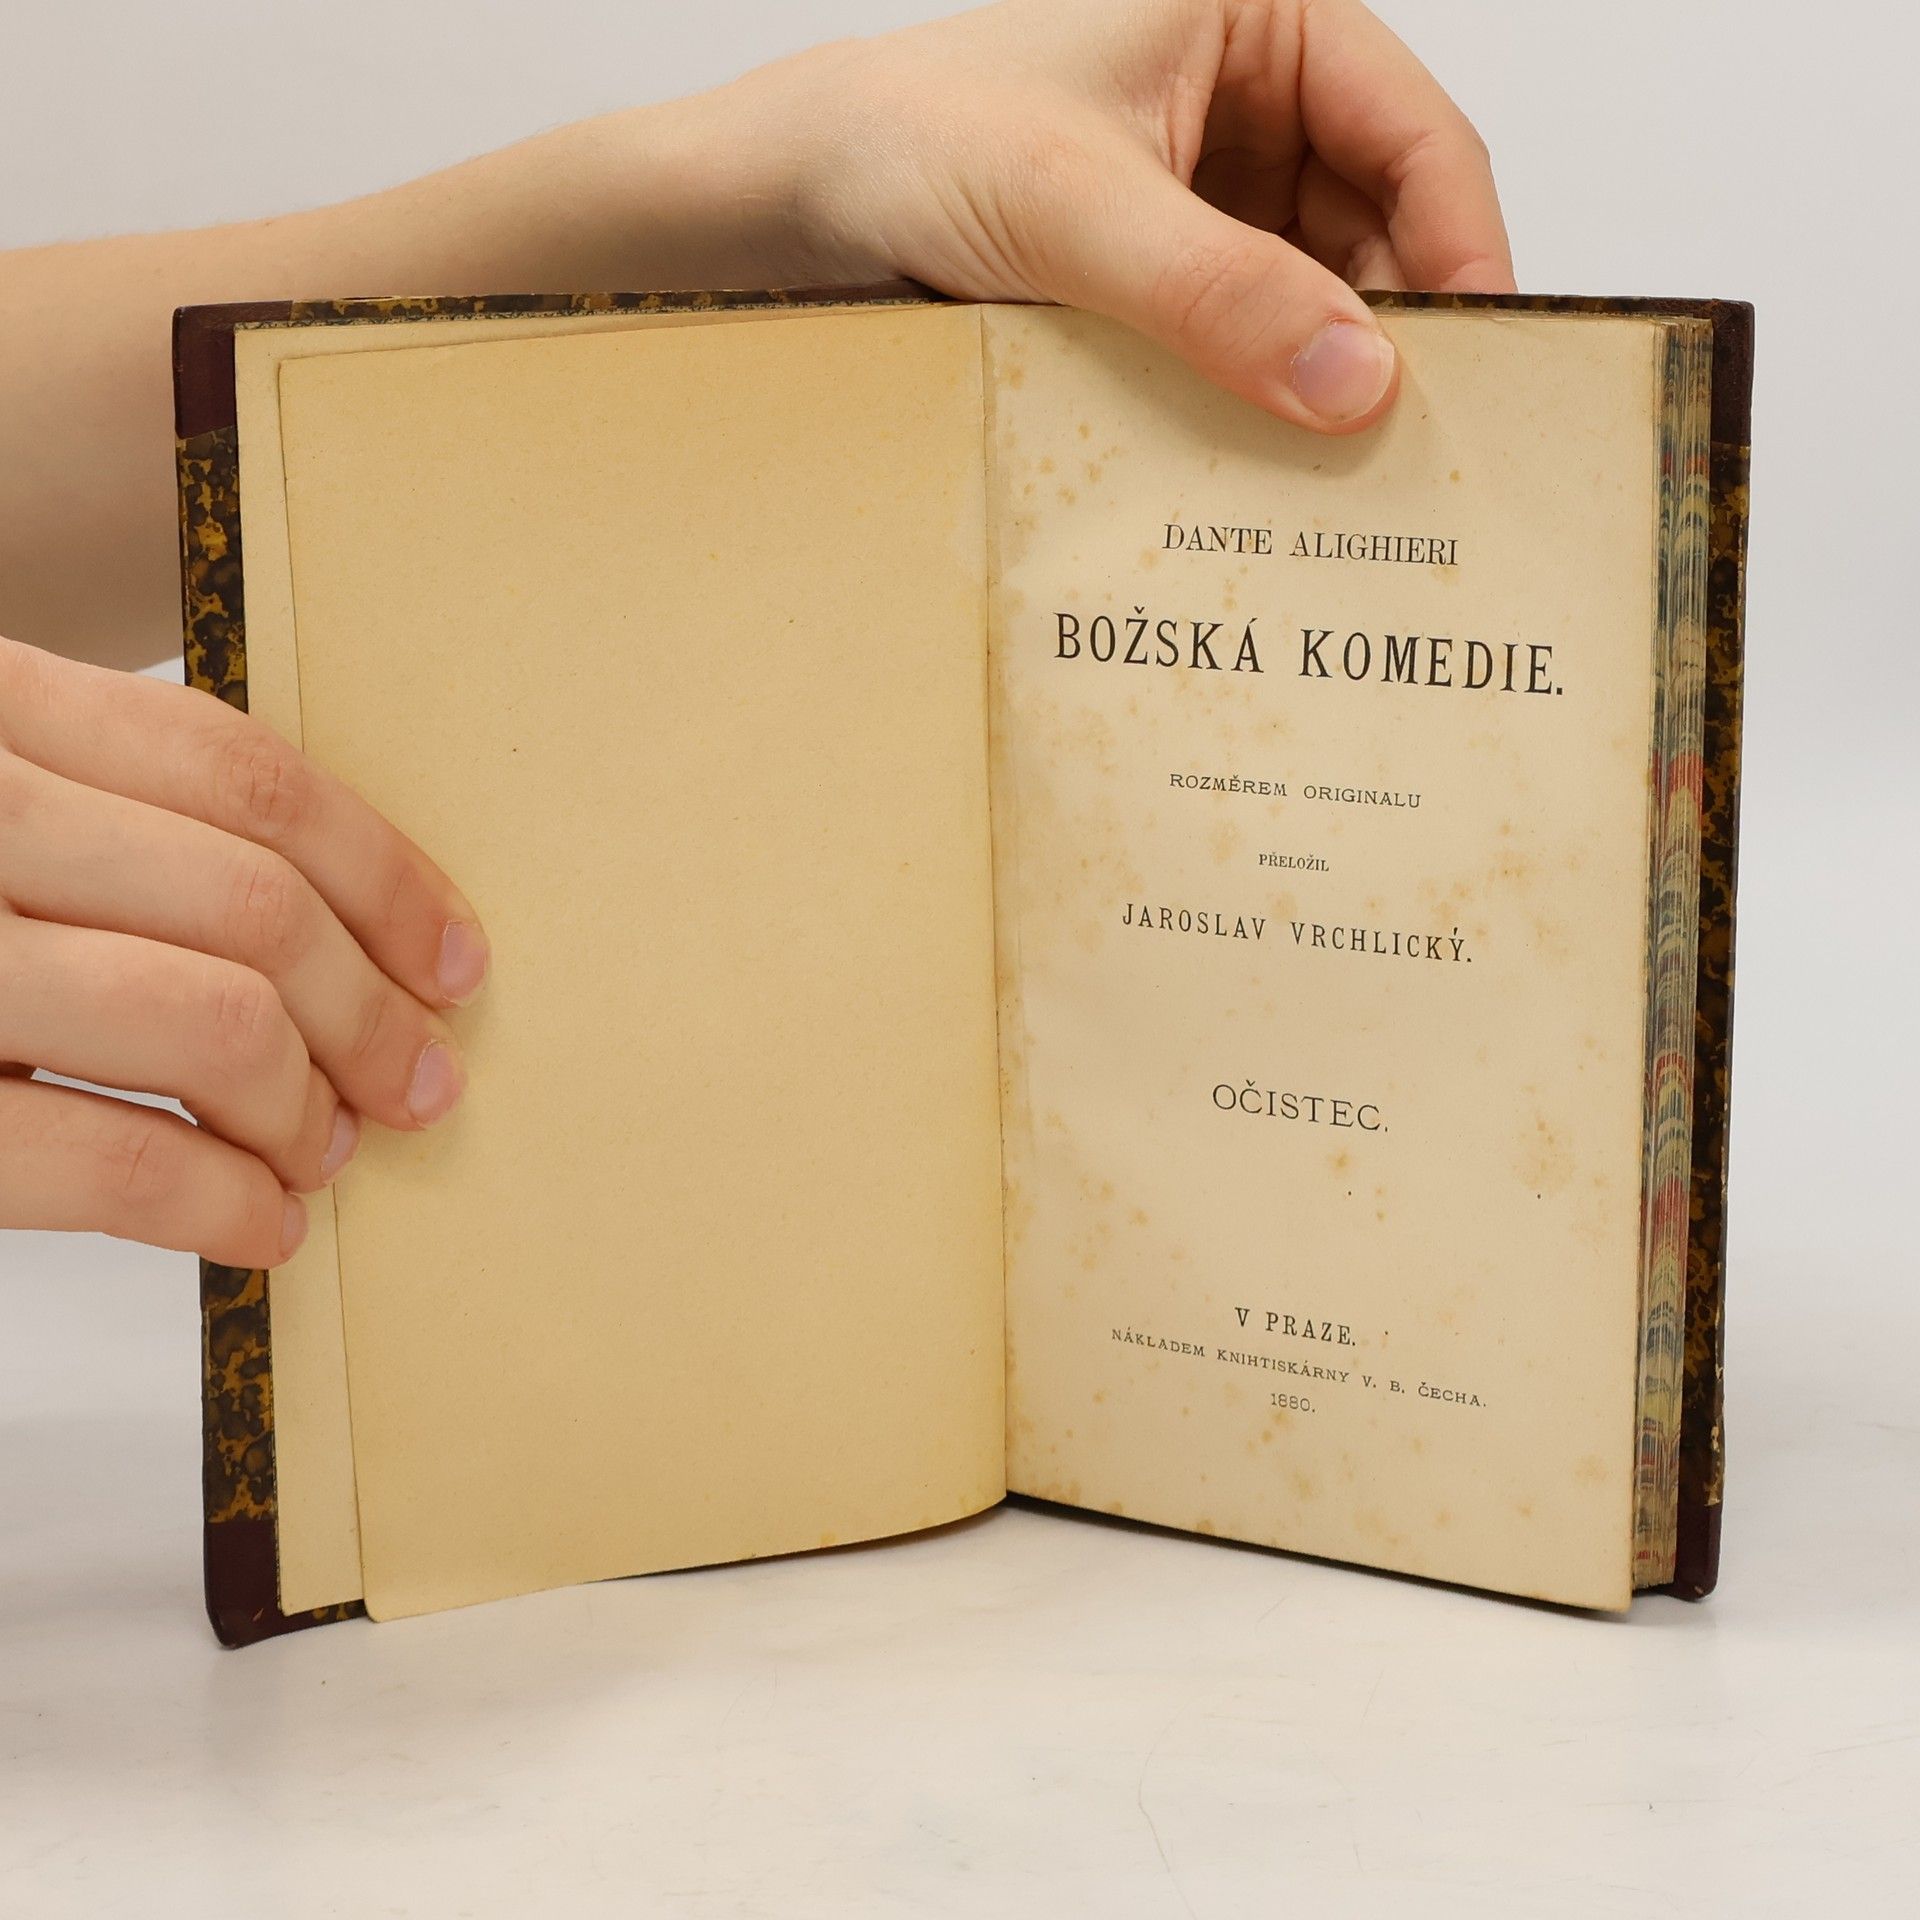 DANTE ALIGHIERI
BOŽSKÁ KOMEDIE.
ROZMĚREM ORIGINALU
PŘELOŽIL
JAROSLAV VRCHLICKÝ.
OČISTEC.
V PRAZE.
NÁKLADEM KNIHTISKÁRNY V. B. ČECHA.
1880.